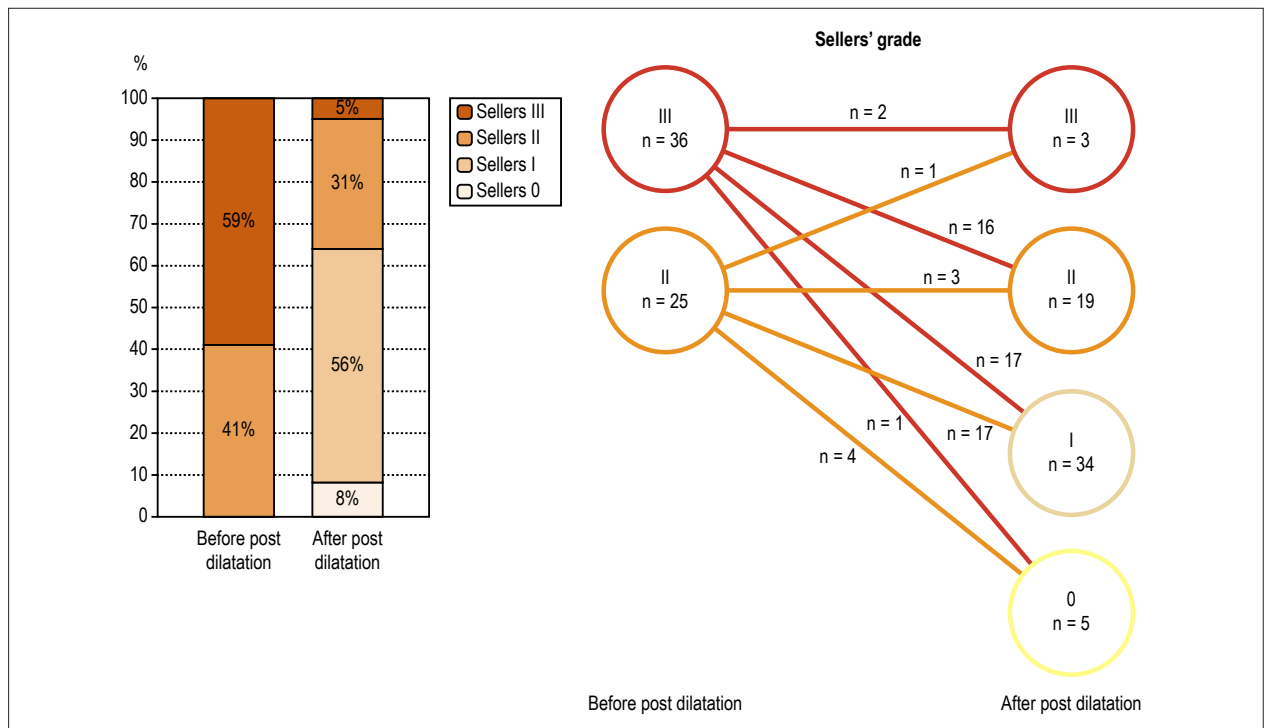 %
100
90
80
70
60
50
40
30
20
10
0
59%
41%
5%
31%
56%
8%
Before post
dilatation
After post
dilatation
Sellers III
Sellers II
Sellers I
Sellers 0
Sellers' grade
III
n = 36
II
n = 25
n = 2
n = 1
n = 16
n = 3
n = 17
n = 1
n = 17
n = 4
III
n = 3
II
n = 19
I
n = 34
0
n = 5
Before post dilatation
After post dilatation